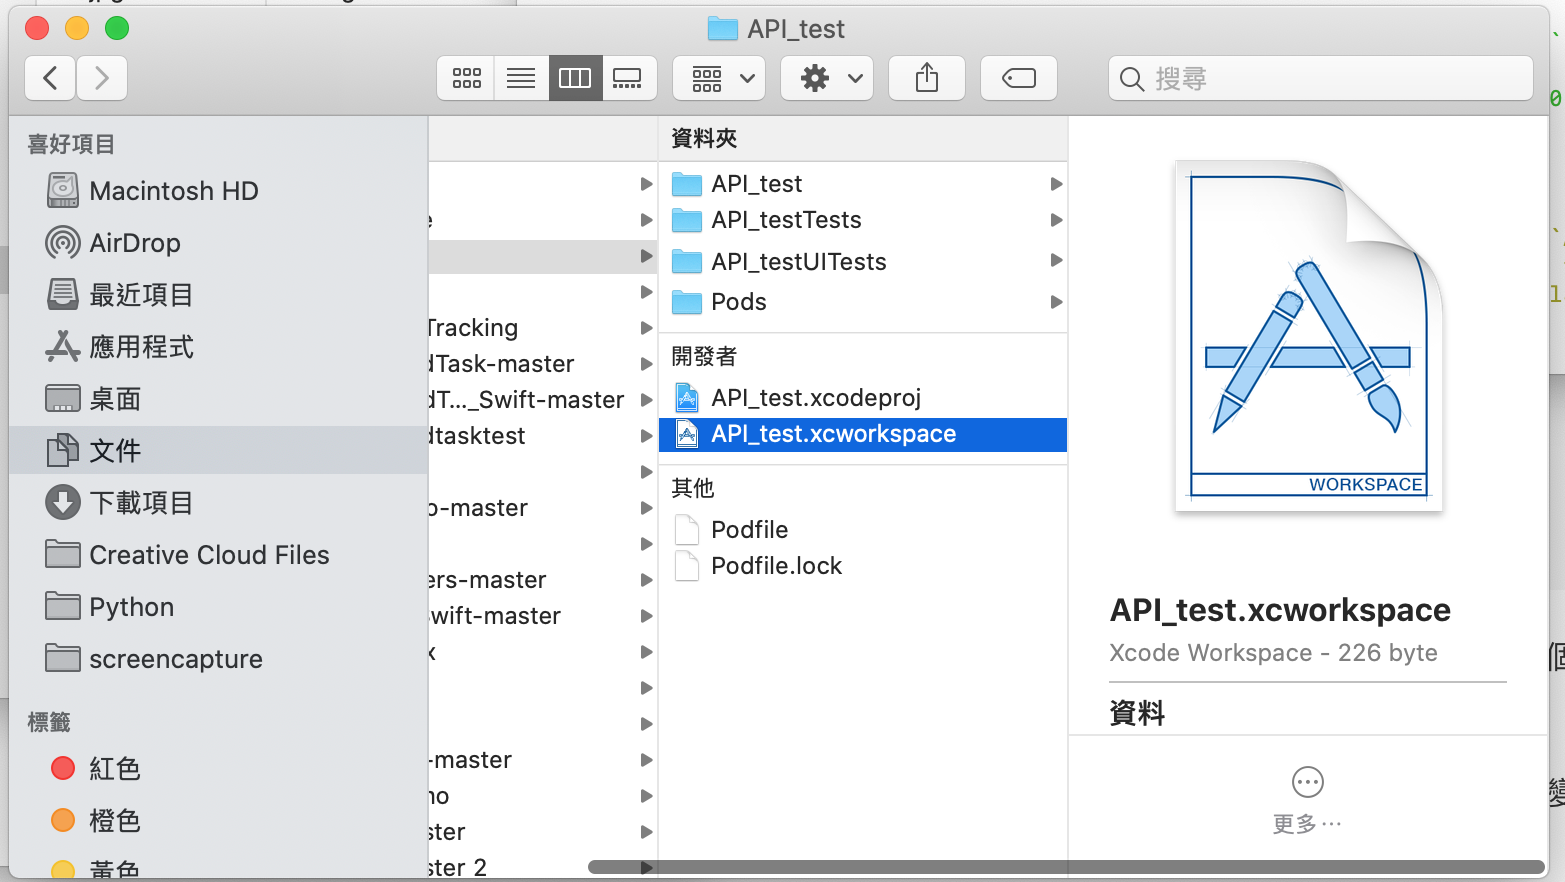 API_test
搜尋
喜好項目
Macintosh HD
AirDrop
最近項目
應用程式
桌面
文件
下載項目
Creative Cloud Files
Python
screencapture
標籤
紅色
橙色
黃色
Tracking
dTask-master
dT..._Swift-master
dtasktest
-master
ers-master
wift-master
x
-master
no
ster
ster 2
資料夾
API_test
API_testTests
API_testUITests
Pods
開發者
API_test.xcodeproj
API_test.xcworkspace
其他
Podfile
Podfile.lock
WORKSPACE
API_test.xcworkspace
Xcode Workspace - 226 byte
資料
更多...